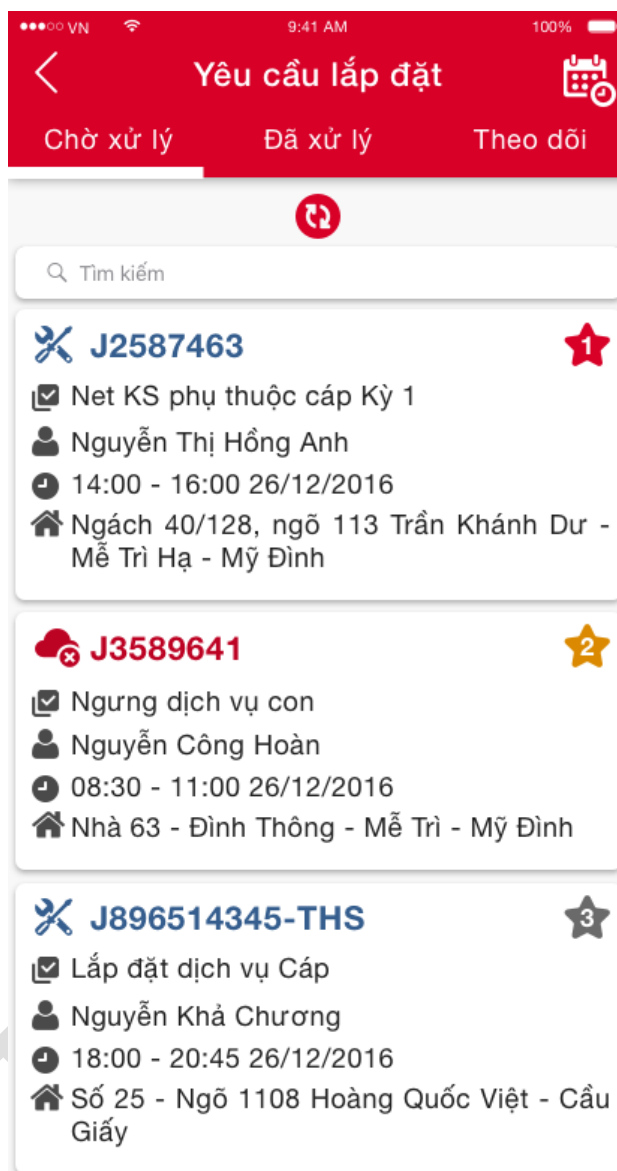 VN 9:41 AM 100%
Yêu cầu lắp đặt
Chờ xử lý Đã xử lý Theo dõi
Tìm kiếm
J2587463 1
Net KS phụ thuộc cáp Kỳ 1
Nguyễn Thị Hồng Anh
14:00 - 16:00 26/12/2016
Ngách 40/128, ngõ 113 Trần Khánh Dư -
Mễ Trì Hạ - Mỹ Đình
J3589641 2
Ngưng dịch vụ con
Nguyễn Công Hoàn
08:30 - 11:00 26/12/2016
Nhà 63 - Đình Thông - Mễ Trì - Mỹ Đình
J896514345-THS 3
Lắp đặt dịch vụ Cáp
Nguyễn Khả Chương
18:00 - 20:45 26/12/2016
Số 25 - Ngõ 1108 Hoàng Quốc Việt - Cầu
Giấy